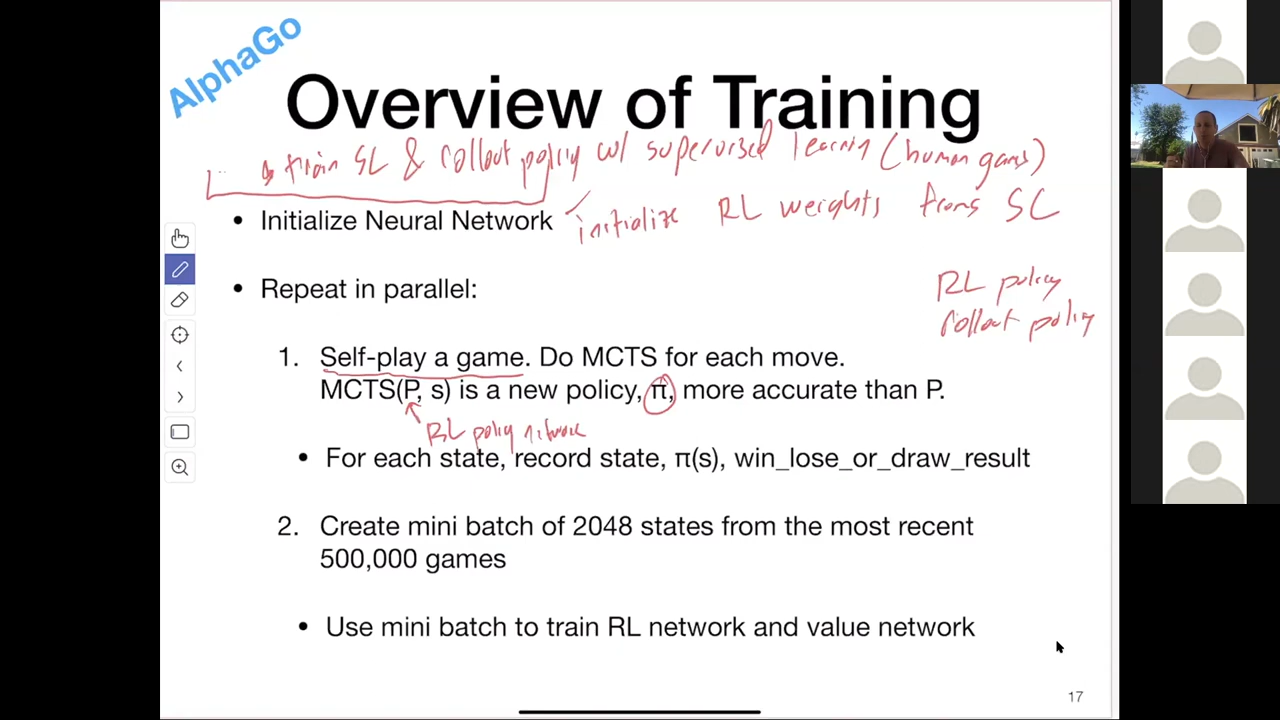 AlphaGo
Overview of Training
train SL & rollout policy w/ supervized learning (human games)
• Initialize Neural Network
initialize RL weights from SL
• Repeat in parallel:
RL policy
rollout policy
1. Self-play a game. Do MCTS for each move.
MCTS(P, s) is a new policy, π, more accurate than P.
RL policy network
• For each state, record state, π(s), win_lose_or_draw_result
2. Create mini batch of 2048 states from the most recent
500,000 games
• Use mini batch to train RL network and value network
17